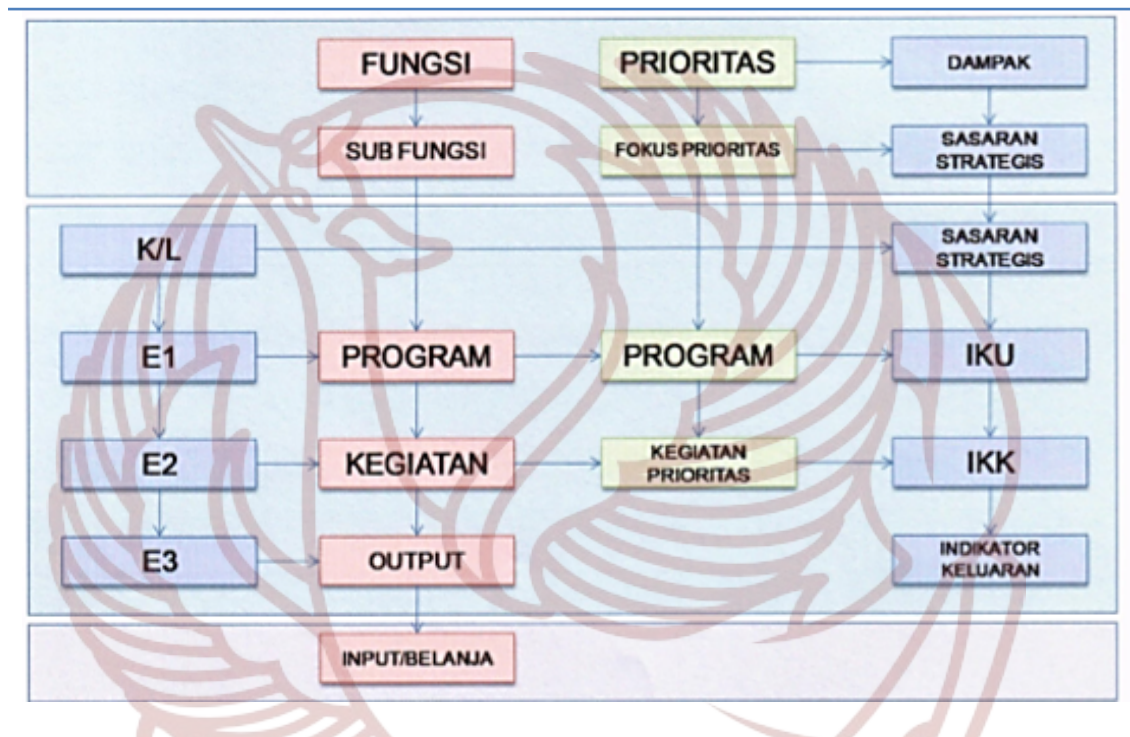 FUNGSI
PRIORITAS
DAMPAK
SUB FUNGSI
FOKUS PRIORITAS
SASARAN
STRATEGIS
K/L
SASARAN
STRATEGIS
E1
PROGRAM
PROGRAM
IKU
E2
KEGIATAN
KEGIATAN
PRIORITAS
IKK
E3
OUTPUT
INDIKATOR
KELUARAN
INPUT/BELANJA